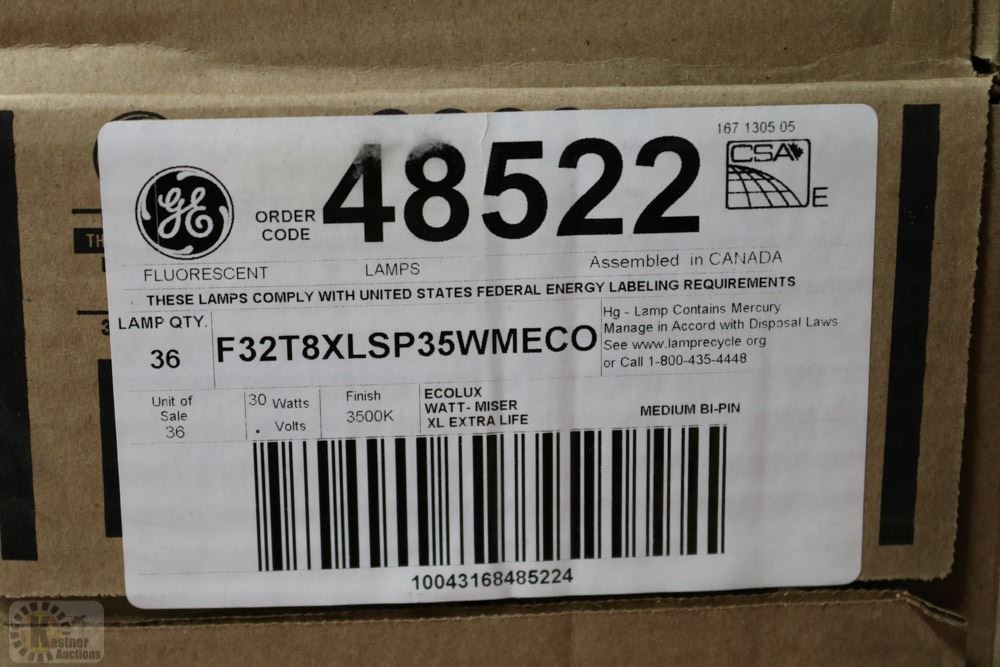 167 1305 05
GE
ORDER CODE
48522
CSA
E
FLUORESCENT LAMPS Assembled in CANADA
THESE LAMPS COMPLY WITH UNITED STATES FEDERAL ENERGY LABELING REQUIREMENTS
LAMP QTY.
36
F32T8XLSP35WMECO
Hg - Lamp Contains Mercury
Manage in Accord with Disposal Laws
See www.lamprecycle.org
or Call 1-800-435-4448
Unit of
Sale
36
30 Watts
. Volts
Finish
3500K
ECOLUX
WATT- MISER
XL EXTRA LIFE
MEDIUM BI-PIN
10043168485224
TH
3
Kastner
Auctions